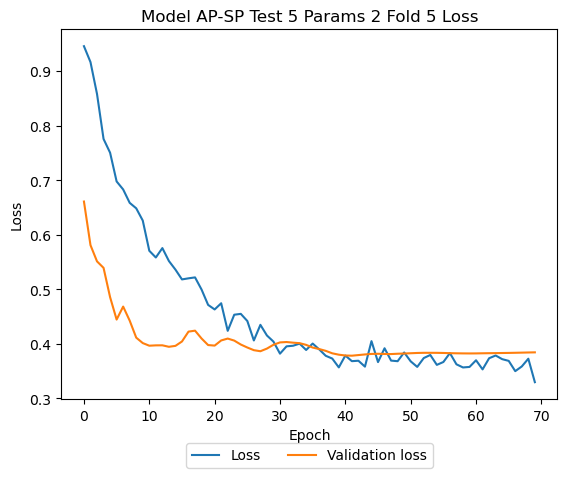 Model AP-SP Test 5 Params 2 Fold 5 Loss
Loss
0.9
0.8
0.7
0.6
0.5
0.4
0.3
0 10 20 30 40 50 60 70
Epoch
Loss Validation loss